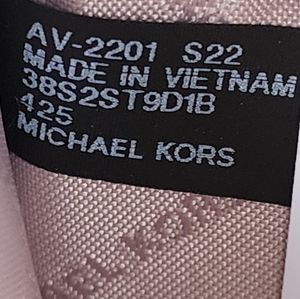 AV-2201 S22
MADE IN VIETNAM
38S2ST9D1B
425
MICHAEL KORS